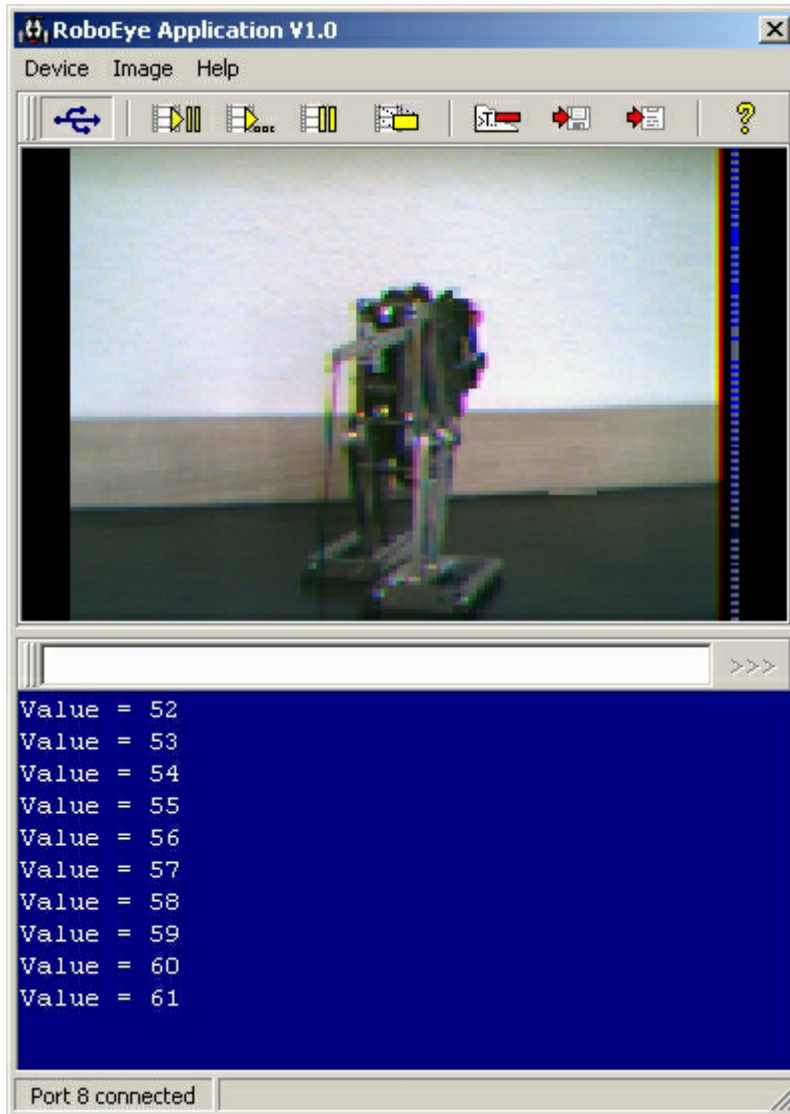 RoboEye Application V1.0
Device Image Help
>>>
Value = 52
Value = 53
Value = 54
Value = 55
Value = 56
Value = 57
Value = 58
Value = 59
Value = 60
Value = 61
Port 8 connected